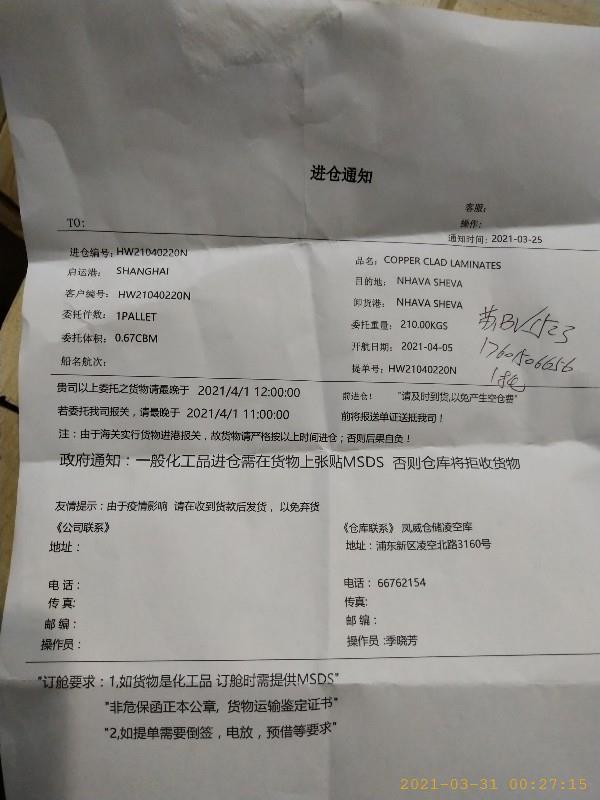 进仓通知
客服:
TO:
操作:
通知时间: 2021-03-25
进仓编号: HW21040220N
品名: COPPER CLAD LAMINATES
启运港: SHANGHAI
目的地: NHAVA SHEVA
客户编号: HW21040220N
卸货港: NHAVA SHEVA
委托件数: 1PALLET
委托重量: 210.00KGS
委托体积: 0.67CBM
开航日期: 2021-04-05
船名航次:
提单号: HW21040220N
17601506656
贵司以上委托之货物请最晚于 2021/4/1 12:00:00 前进仓! "请及时到货,以免产生空仓费"
若委托我司报关,请最晚于 2021/4/1 11:00:00 前将报送单证送抵我司!
注:由于海关实行货物进港报关,故货物请严格按以上时间进仓;否则后果自负!
政府通知:一般化工品进仓需在货物上张贴MSDS 否则仓库将拒收货物
友情提示:由于疫情影响 请在收到货款后发货,以免弃货
《公司联系》
《仓库联系》 凤威仓储凌空库
地址:
地址:浦东新区凌空北路3160号
电话:
电话: 66762154
传真:
传真:
邮编:
邮编:
操作员:
操作员:季晓芳
"订舱要求:1,如货物是化工品 订舱时需提供MSDS"
"非危保函正本公章, 货物运输鉴定证书"
"2,如提单需要倒签,电放,预借等要求"
2021-03-31 00:27:15